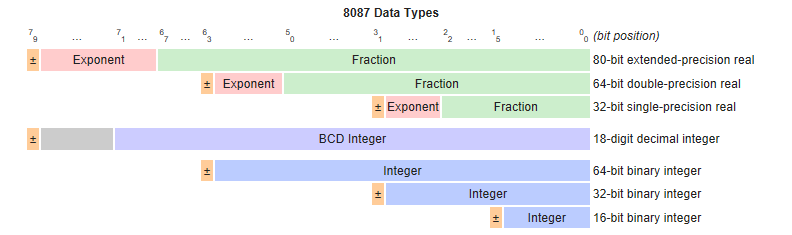 8087 Data Types
79 ... 71 ... 67 ... 63 ... 50 ... 31 ... 22 ... 15 ... 00 (bit position)
± Exponent Fraction 80-bit extended-precision real
± Exponent Fraction 64-bit double-precision real
± Exponent Fraction 32-bit single-precision real
± BCD Integer 18-digit decimal integer
± Integer 64-bit binary integer
± Integer 32-bit binary integer
± Integer 16-bit binary integer